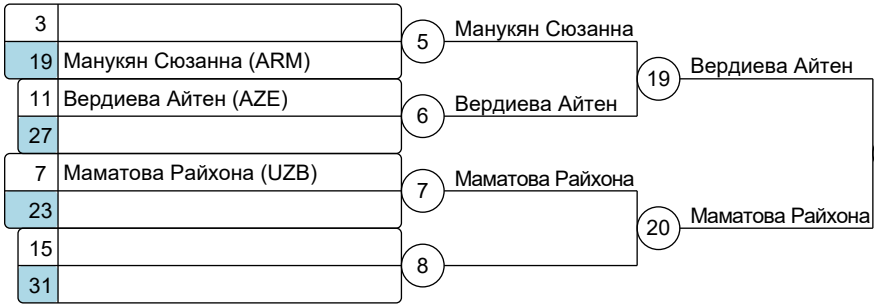 3
19 Манукян Сюзанна (ARM)
11 Вердиева Айтен (AZE)
27
7 Маматова Райхона (UZB)
23
15
31
5 Манукян Сюзанна
6 Вердиева Айтен
7 Маматова Райхона
8
19 Вердиева Айтен
20 Маматова Райхона